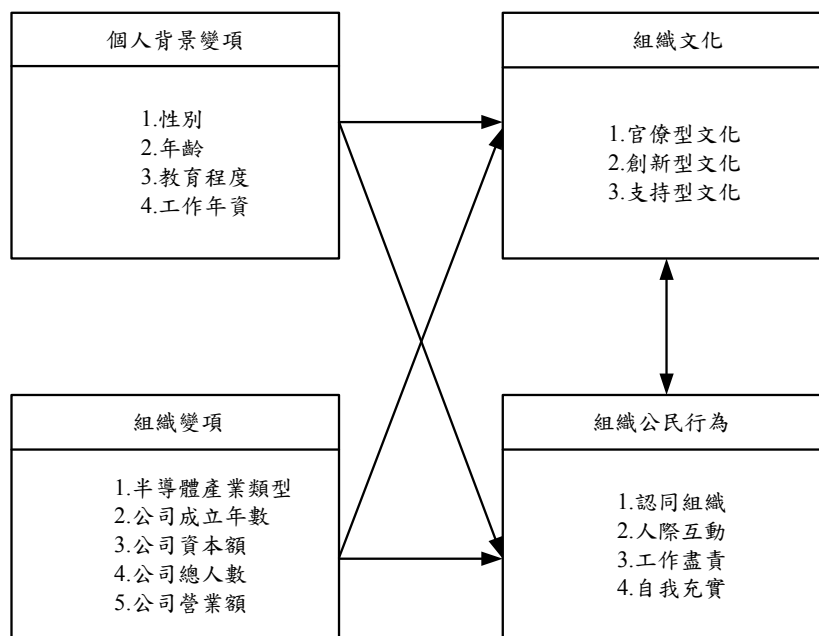 個人背景變項
1.性別
2.年齡
3.教育程度
4.工作年資
組織文化
1.官僚型文化
2.創新型文化
3.支持型文化
組織變項
1.半導體產業類型
2.公司成立年數
3.公司資本額
4.公司總人數
5.公司營業額
組織公民行為
1.認同組織
2.人際互動
3.工作盡責
4.自我充實